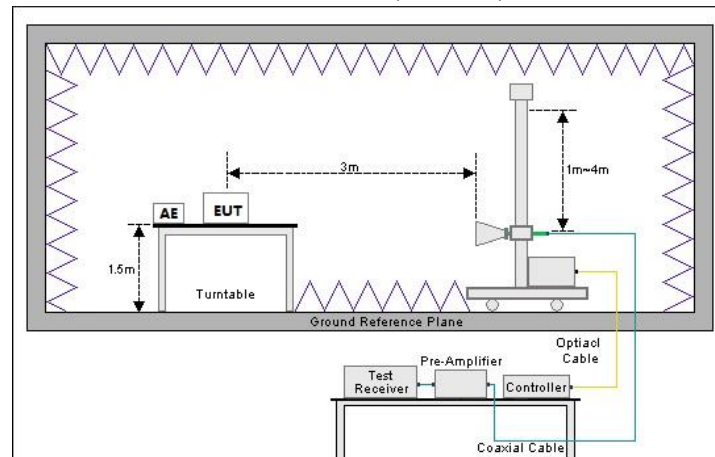 3m
1m~4m
AE
EUT
1.5m
Turntable
Ground Reference Plane
Optiacl
Cable
Pre-Amplifier
Test
Receiver
Controller
Coaxial Cable